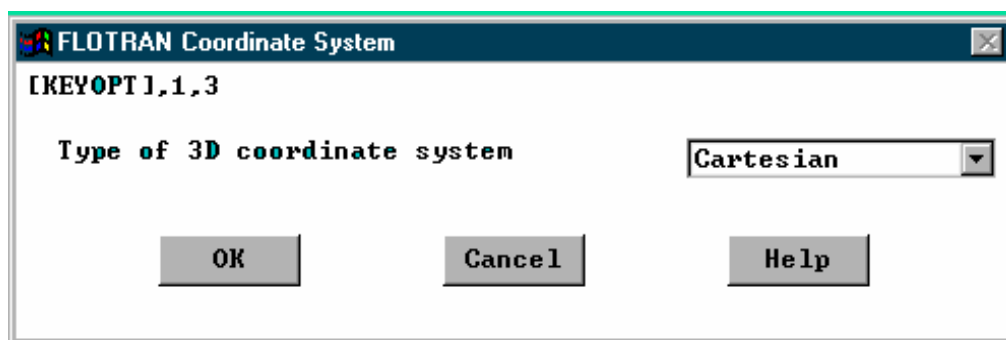 FLOTRAN Coordinate System
[KEYOPT],1,3
Type of 3D coordinate system
Cartesian
OK
Cancel
Help